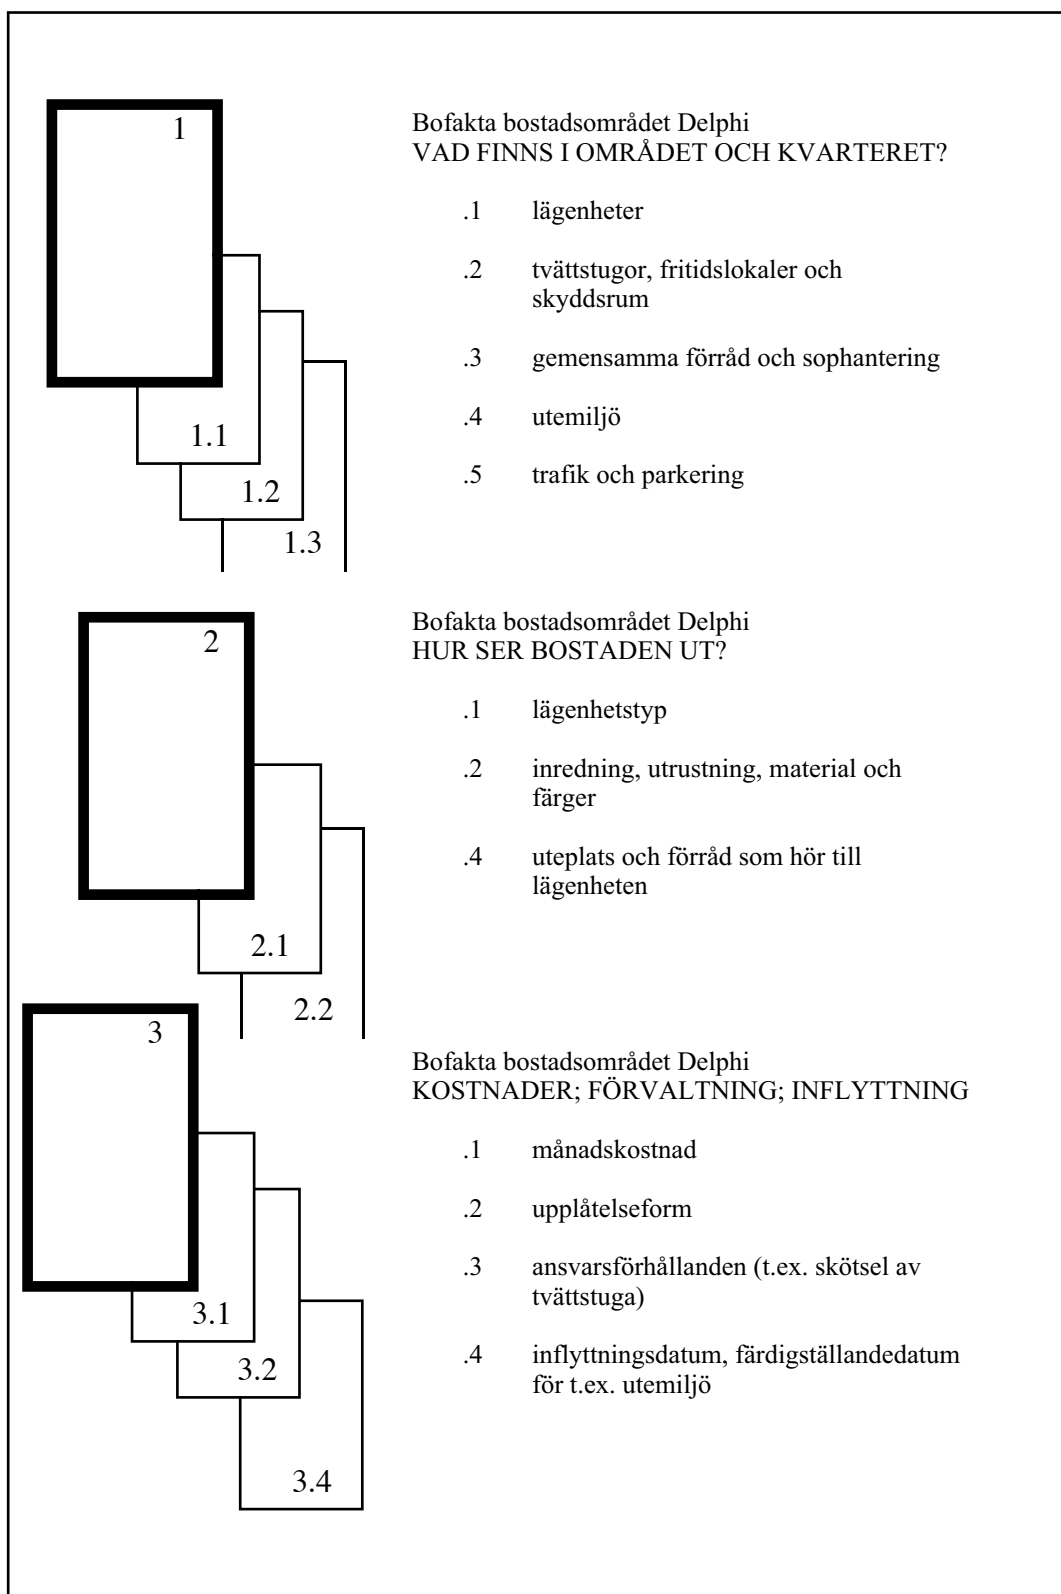 1
Bofakta bostadsområdet Delphi
VAD FINNS I OMRÅDET OCH KVARTERET?
.1 lägenheter
.2 tvättstugor, fritidslokaler och
skyddsrum
.3 gemensamma förråd och sophantering
.4 utemiljö
.5 trafik och parkering
1.1
1.2
1.3
2
Bofakta bostadsområdet Delphi
HUR SER BOSTADEN UT?
.1 lägenhetstyp
.2 inredning, utrustning, material och
färger
.4 uteplats och förråd som hör till
lägenheten
2.1
2.2
3
Bofakta bostadsområdet Delphi
KOSTNADER; FÖRVALTNING; INFLYTTNING
.1 månadskostnad
.2 upplåtelseform
.3 ansvarsförhållanden (t.ex. skötsel av
tvättstuga)
.4 inflyttningsdatum, färdigställandedatum
för t.ex. utemiljö
3.1
3.2
3.4